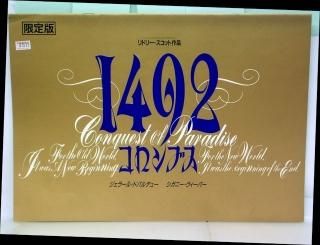 限定版
リドリー・スコット作品
1492
Conquest of Paradise
コロンブス
For the Old World,
It was A New Beginning
For the New World,
It was the beginning of the End.
ジェラール・ドパルデュー シガニー・ウィーバー